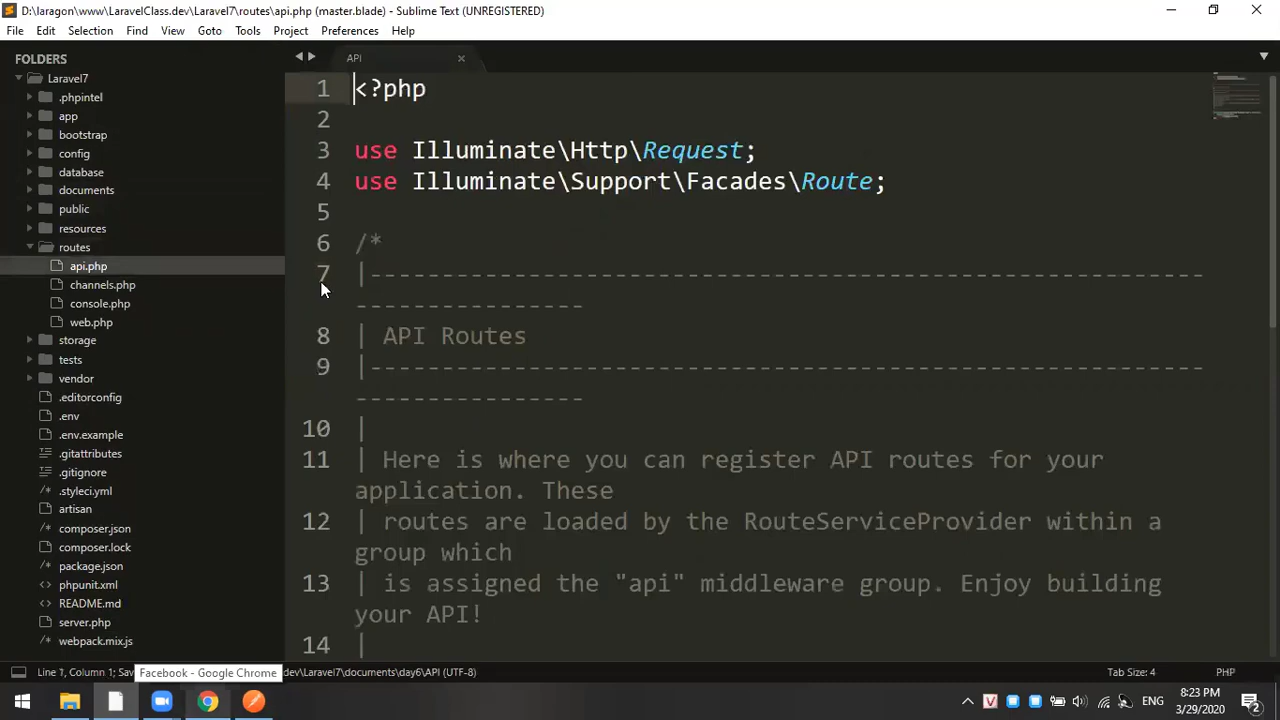 D:\laragon\www\LaravelClass.dev\Laravel7\routes\api.php (master.blade) - Sublime Text (UNREGISTERED)
File Edit Selection Find View Goto Tools Project Preferences Help
FOLDERS
Laravel7
.phpintel
app
bootstrap
config
database
documents
public
resources
routes
api.php
channels.php
console.php
web.php
storage
tests
vendor
.editorconfig
.env
.env.example
.gitattributes
.gitignore
.styleci.yml
artisan
composer.json
composer.lock
package.json
phpunit.xml
README.md
server.php
webpack.mix.js
API
1 <?php
2
3 use Illuminate\Http\Request;
4 use Illuminate\Support\Facades\Route;
5
6 /*
7 |----------------------------------------------------------
----------------
8 | API Routes
9 |----------------------------------------------------------
----------------
10 |
11 | Here is where you can register API routes for your
application. These
12 | routes are loaded by the RouteServiceProvider within a
group which
13 | is assigned the "api" middleware group. Enjoy building
your API!
14 |
Line 1, Column 1; Sav
Facebook - Google Chrome
dev\Laravel7\documents\day6\API (UTF-8)
Tab Size: 4
PHP
ENG
8:23 PM
3/29/2020
2